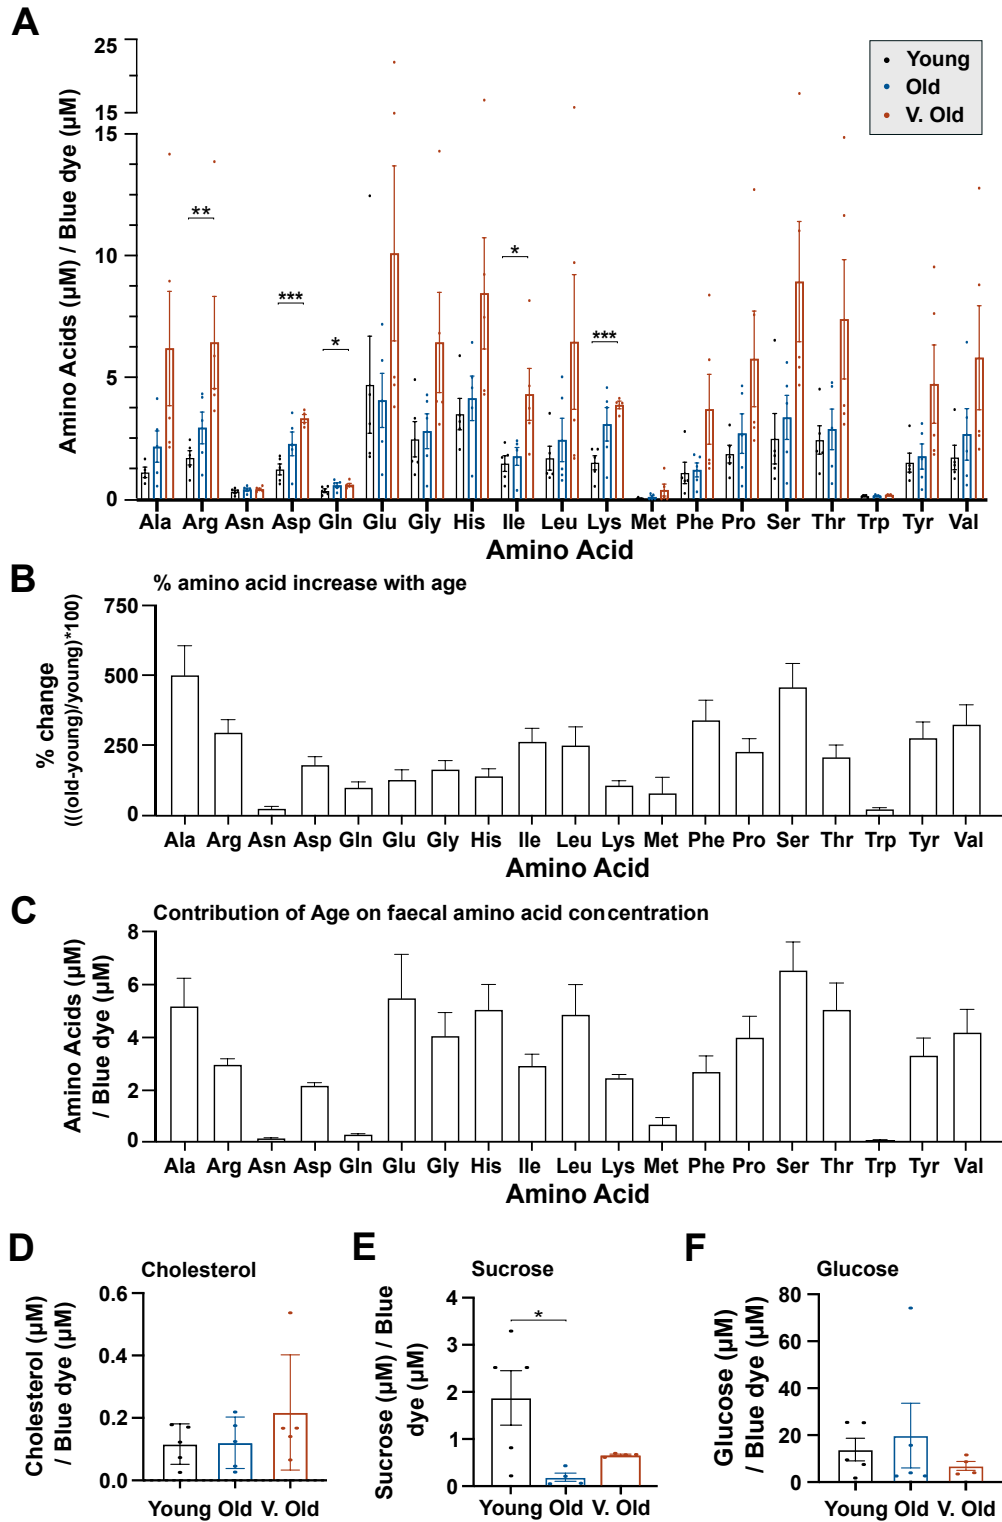 A
Amino Acids (µM) / Blue dye (µM)
25
15
15
10
5
0
Young
Old
V. Old
** *** * * ***
Ala Arg Asn Asp Gln Glu Gly His Ile Leu Lys Met Phe Pro Ser Thr Trp Tyr Val
Amino Acid
B
% amino acid increase with age
% change
(((old-young)/young)*100)
750
500
250
0
Ala Arg Asn Asp Gln Glu Gly His Ile Leu Lys Met Phe Pro Ser Thr Trp Tyr Val
Amino Acid
C
Contribution of Age on faecal amino acid concentration
Amino Acids (µM)
/ Blue dye (µM)
8
6
4
2
0
Ala Arg Asn Asp Gln Glu Gly His Ile Leu Lys Met Phe Pro Ser Thr Trp Tyr Val
Amino Acid
D
Cholesterol
Cholesterol (µM)
/ Blue dye (µM)
0.6
0.4
0.2
0.0
Young Old V. Old
E
Sucrose
Sucrose (µM) / Blue
dye (µM)
4
3
2
1
0
*
Young Old V. Old
F
Glucose
Glucose (µM)
/ Blue dye (µM)
80
60
40
20
0
Young Old V. Old